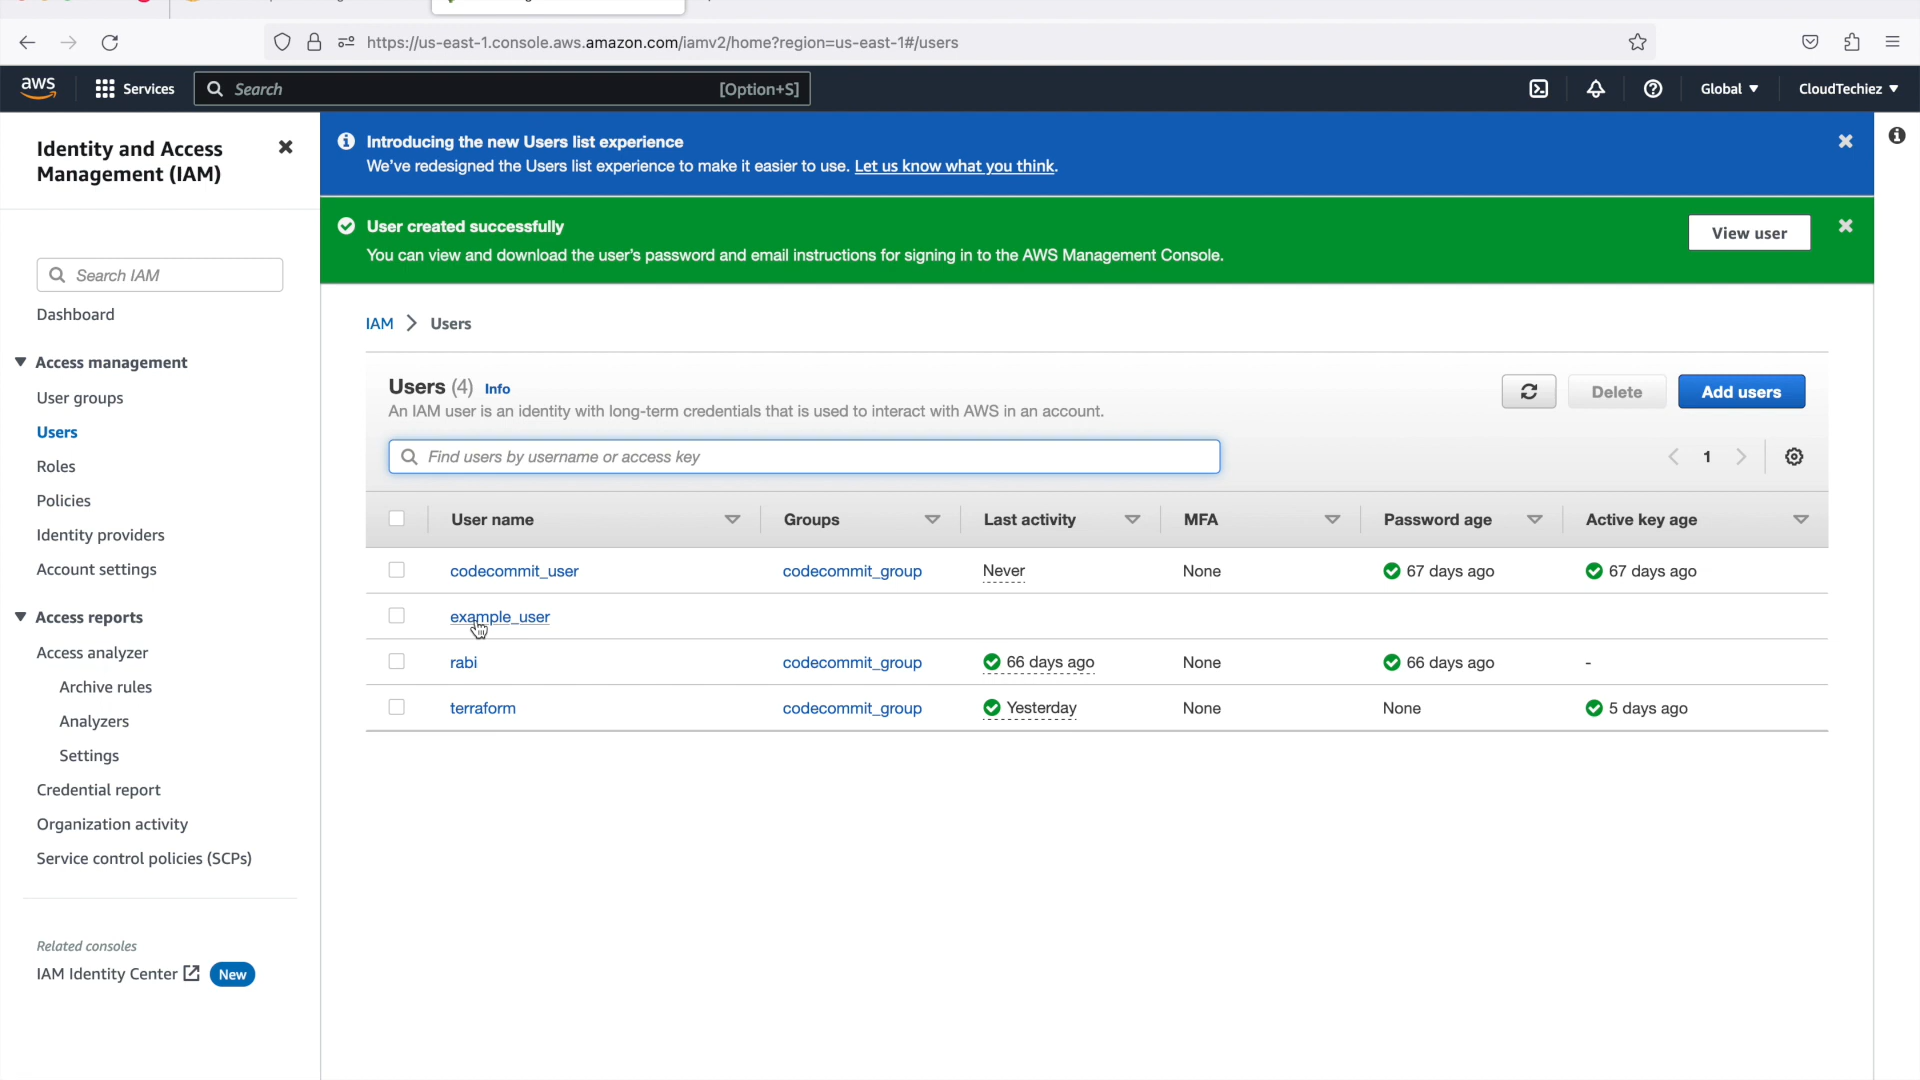 https://us-east-1.console.aws.amazon.com/iamv2/home?region=us-east-1#/users
aws
Services
Search
[Option+S]
Global
CloudTechiez
Identity and Access
Management (IAM)
Search IAM
Dashboard
Access management
User groups
Users
Roles
Policies
Identity providers
Account settings
Access reports
Access analyzer
Archive rules
Analyzers
Settings
Credential report
Organization activity
Service control policies (SCPs)
Related consoles
IAM Identity Center New
Introducing the new Users list experience
We've redesigned the Users list experience to make it easier to use. Let us know what you think.
User created successfully
You can view and download the user's password and email instructions for signing in to the AWS Management Console.
View user
IAM > Users
Users (4) Info
An IAM user is an identity with long-term credentials that is used to interact with AWS in an account.
Delete
Add users
Find users by username or access key
1
User name Groups Last activity MFA Password age Active key age
codecommit_user codecommit_group Never None 67 days ago 67 days ago
example_user
rabi codecommit_group 66 days ago None 66 days ago -
terraform codecommit_group Yesterday None None 5 days ago